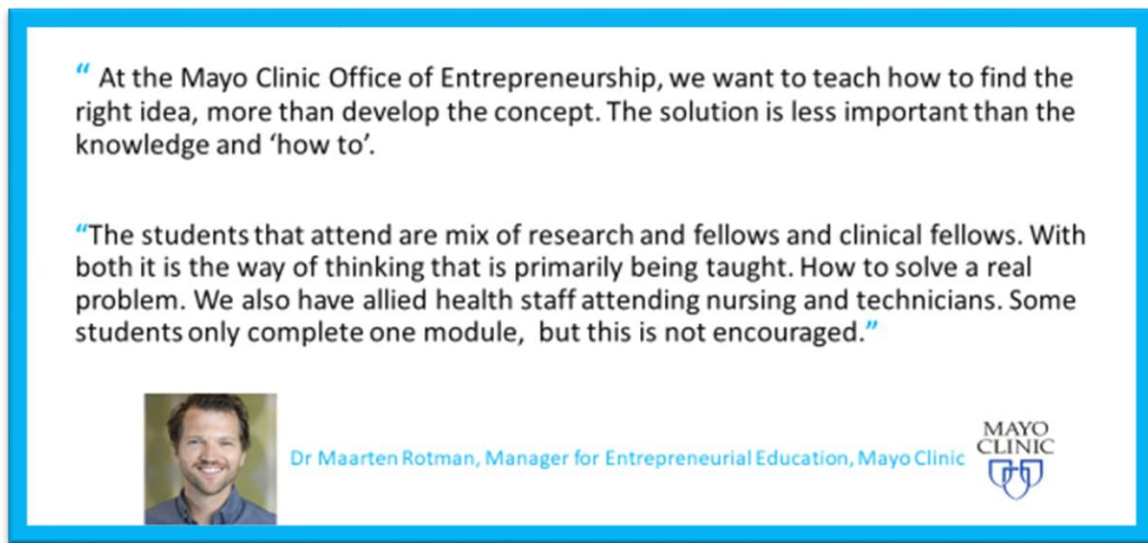 “ At the Mayo Clinic Office of Entrepreneurship, we want to teach how to find the
right idea, more than develop the concept. The solution is less important than the
knowledge and ‘how to’.
“The students that attend are mix of research and fellows and clinical fellows. With
both it is the way of thinking that is primarily being taught. How to solve a real
problem. We also have allied health staff attending nursing and technicians. Some
students only complete one module,  but this is not encouraged.”
Dr Maarten Rotman, Manager for Entrepreneurial Education, Mayo Clinic
MAYO
CLINIC